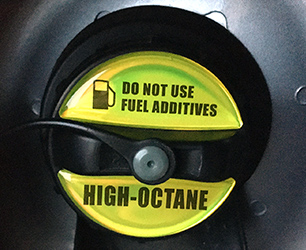 DO NOT USE
FUEL ADDITIVES
HIGH-OCTANE